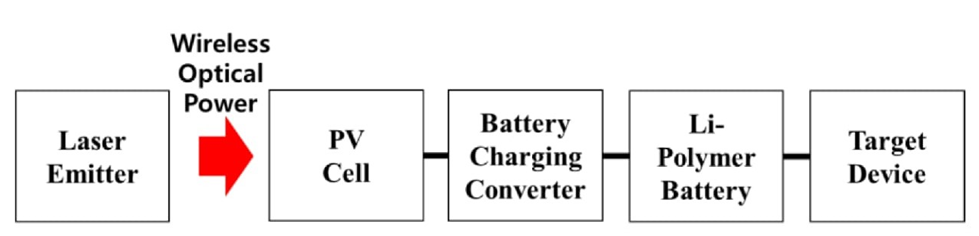 Wireless
Optical
Power
Laser
Emitter
PV
Cell
Battery
Charging
Converter
Li-
Polymer
Battery
Target
Device